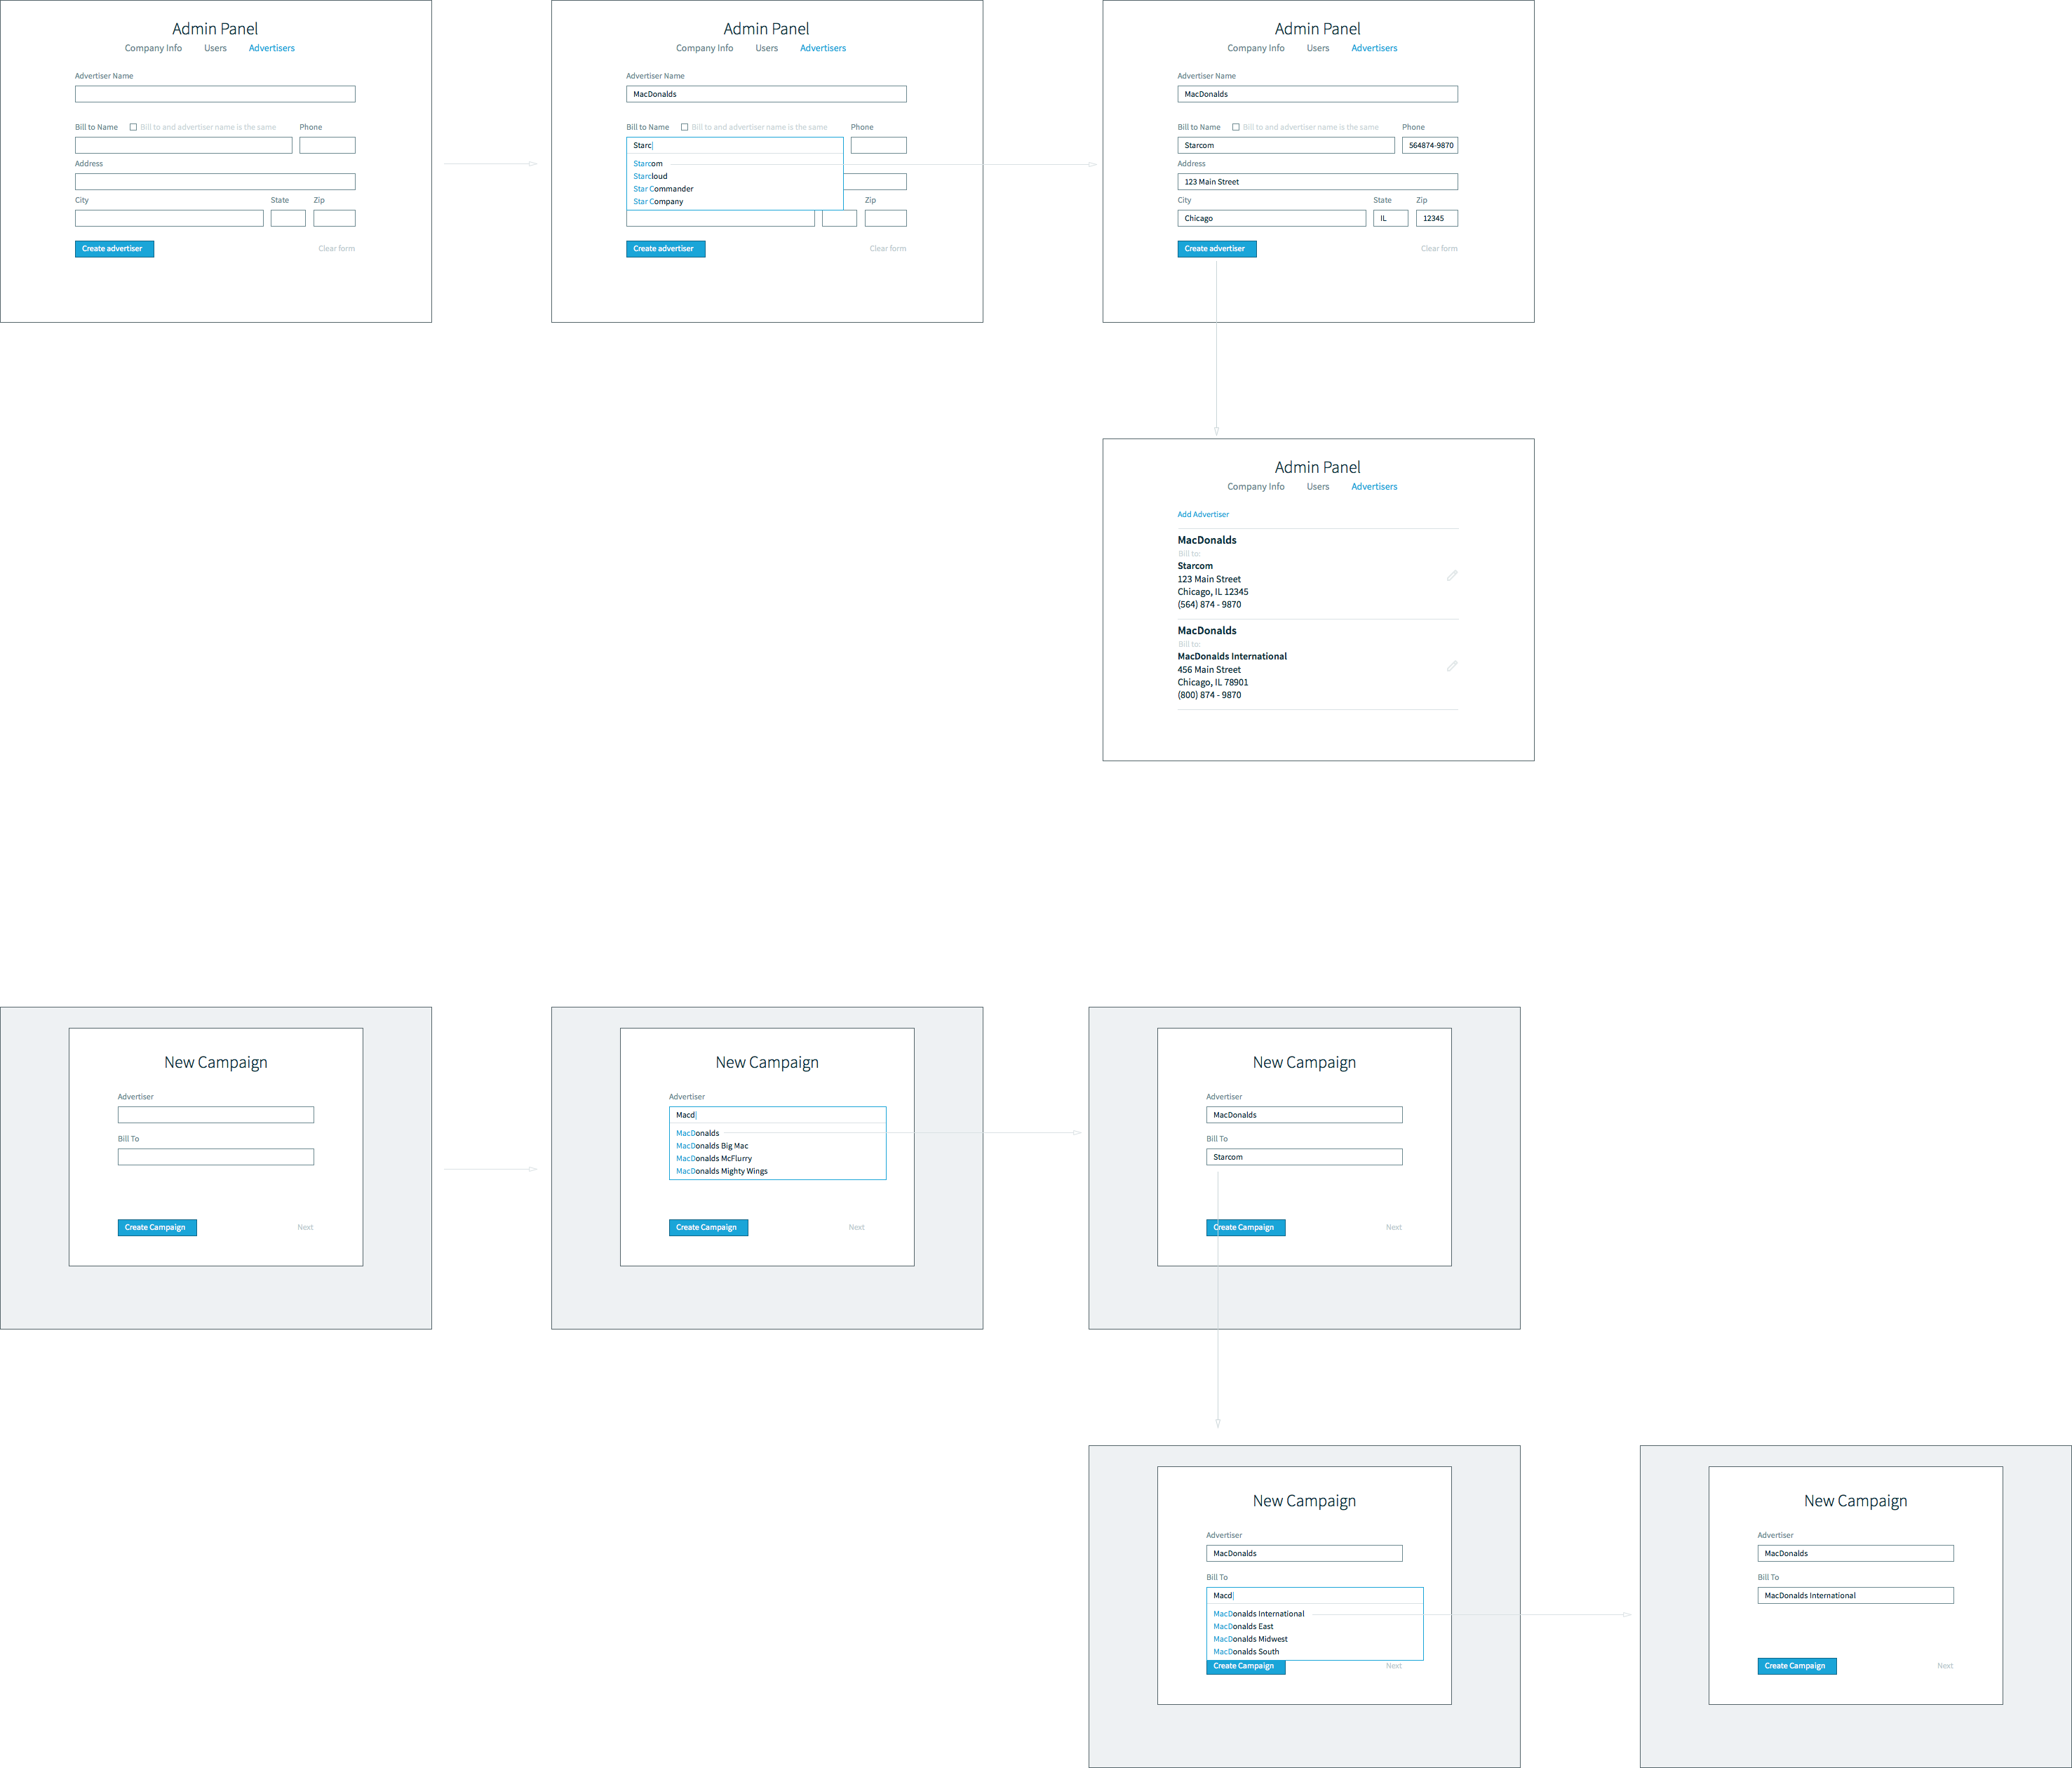 Admin Panel
Company Info Users Advertisers
Advertiser Name
Bill to Name Bill to and advertiser name is the same Phone
Address
City State Zip
Create advertiser Clear form
Admin Panel
Company Info Users Advertisers
Advertiser Name
MacDonalds
Bill to Name Bill to and advertiser name is the same Phone
Starc
Starcom
Starcloud
Star Commander
Star Company
Zip
Create advertiser Clear form
Admin Panel
Company Info Users Advertisers
Advertiser Name
MacDonalds
Bill to Name Bill to and advertiser name is the same Phone
Starcom 564874-9870
Address
123 Main Street
City State Zip
Chicago IL 12345
Create advertiser Clear form
Admin Panel
Company Info Users Advertisers
Add Advertiser
MacDonalds
Bill to:
Starcom
123 Main Street
Chicago, IL 12345
(564) 874 - 9870
MacDonalds
Bill to:
MacDonalds International
456 Main Street
Chicago, IL 78901
(800) 874 - 9870
New Campaign
Advertiser
Bill To
Create Campaign Next
New Campaign
Advertiser
Macd
MacDonalds
MacDonalds Big Mac
MacDonalds McFlurry
MacDonalds Mighty Wings
Create Campaign Next
New Campaign
Advertiser
MacDonalds
Bill To
Starcom
Create Campaign Next
New Campaign
Advertiser
MacDonalds
Bill To
Macd
MacDonalds International
MacDonalds East
MacDonalds Midwest
MacDonalds South
Create Campaign Next
New Campaign
Advertiser
MacDonalds
Bill To
MacDonalds International
Create Campaign Next